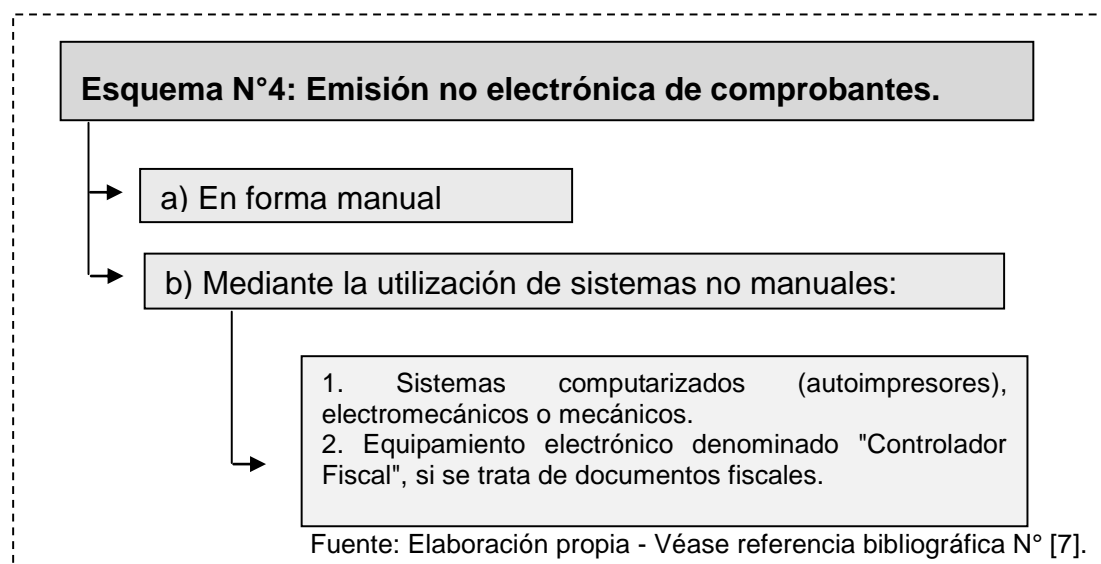 Esquema N°4: Emisión no electrónica de comprobantes.
a) En forma manual
b) Mediante la utilización de sistemas no manuales:
1. Sistemas computarizados (autoimpresores),
electromecánicos o mecánicos.
2. Equipamiento electrónico denominado "Controlador
Fiscal", si se trata de documentos fiscales.
Fuente: Elaboración propia - Véase referencia bibliográfica N° [7].